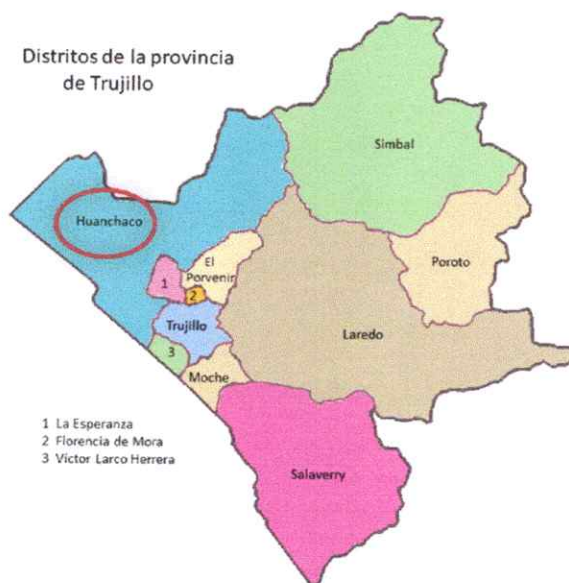 Distritos de la provincia
de Trujillo
Simbal
Huanchaco
El
Porvenir
Poroto
1
2
Trujillo
Laredo
3
Moche
1 La Esperanza
2 Florencia de Mora
3 Víctor Larco Herrera
Salaverry